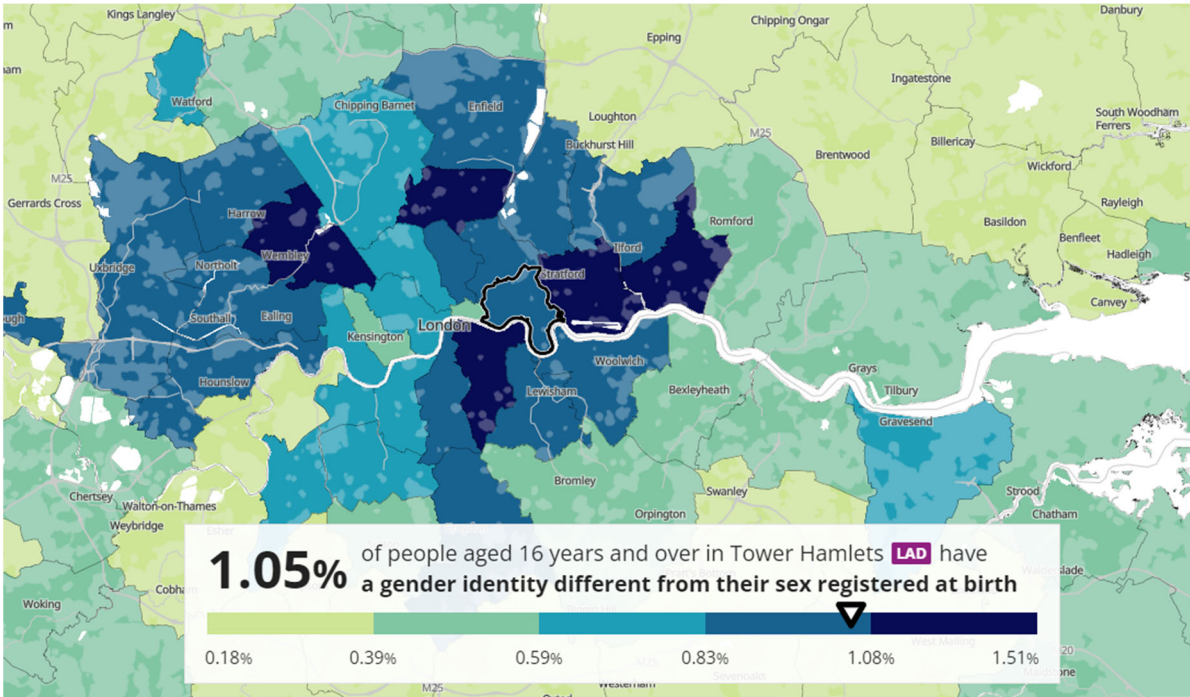 Kings Langley
Danbury
Chipping Ongar
Epping
Ingatestone
Watford
Chipping Barnet
Enfield
Loughton
South Woodham
Ferrers
M25
Buckhurst Hill
Billericay
Brentwood
Wickford
M25
Gerrards Cross
Harrow
Rayleigh
Romford
Basildon
Benfleet
Ilford
Wembley
Hadleigh
Uxbridge
Northolt
Stratford
Canvey
Southall
Ealing
London
Kensington
Woolwich
Grays
Hounslow
Lewisham
Bexleyheath
Tilbury
Gravesend
Bromley
Chertsey
Swanley
Strood
Walton-on-Thames
Orpington
Chatham
Weybridge
Esher
1.05% of people aged 16 years and over in Tower Hamlets LAD have
a gender identity different from their sex registered at birth
Cobham
Woking
West Malling
0.18% 0.39% 0.59% 0.83% 1.08% 1.51%
M25
Sevenoaks
Maidstone
M25
Westerham